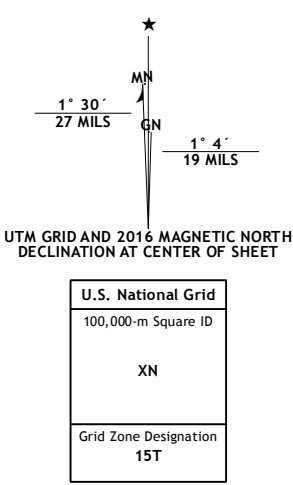 ★
MN
1° 30´
27 MILS
GN
1° 4´
19 MILS
UTM GRID AND 2016 MAGNETIC NORTH
DECLINATION AT CENTER OF SHEET
U.S. National Grid
100,000-m Square ID
XN
Grid Zone Designation
15T